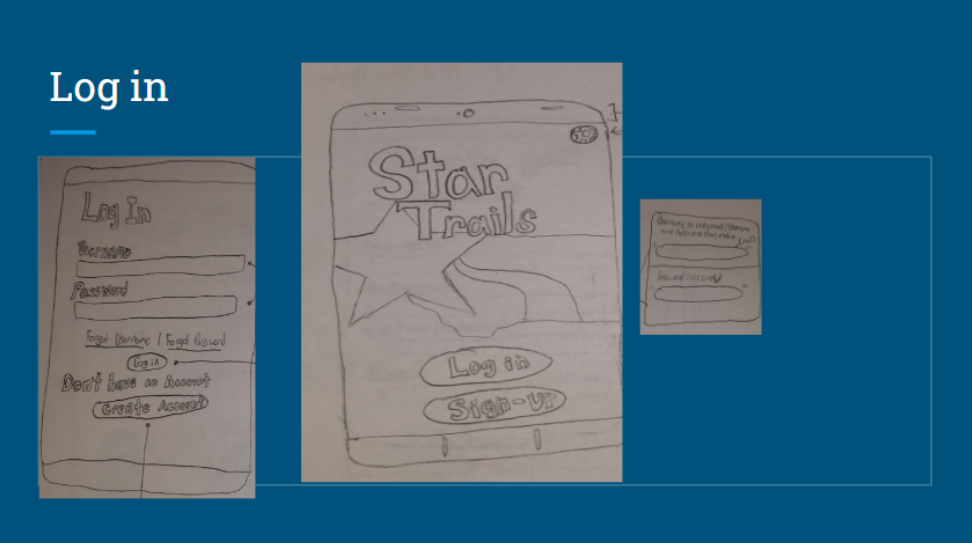 Log in
Log In
Username
Password
Forgot Username / Forgot Password
Log in
Don't have an Account
Create Account
Star
Trails
Log in
Sign-up
Username is incorrect
Password incorrect